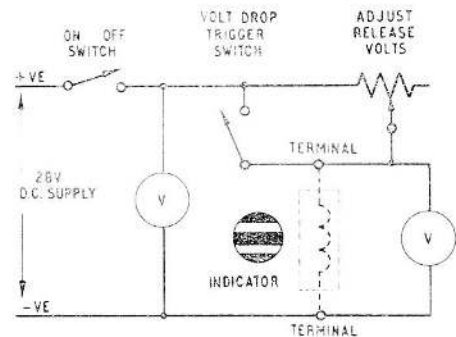 VOLT DROP
TRIGGER
SWITCH
ADJUST
RELEASE
VOLTS
ON OFF
SWITCH
+VE
28V
D.C. SUPPLY
V
TERMINAL
V
INDICATOR
-VE
TERMINAL